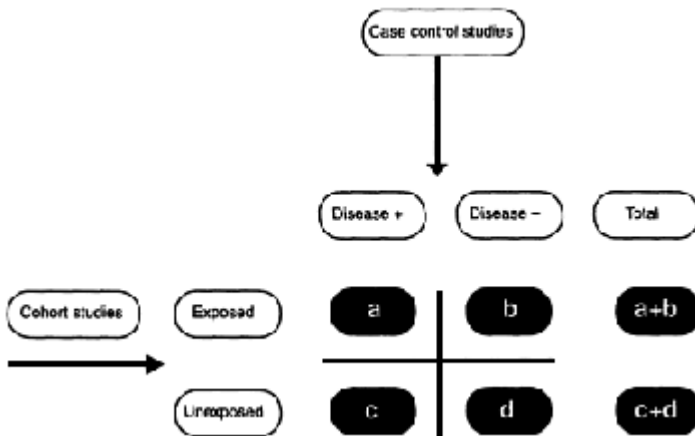 Case control studies
Disease +
Disease –
Total
Cohort studies
Exposed
a
b
a+b
Unexposed
c
d
c+d